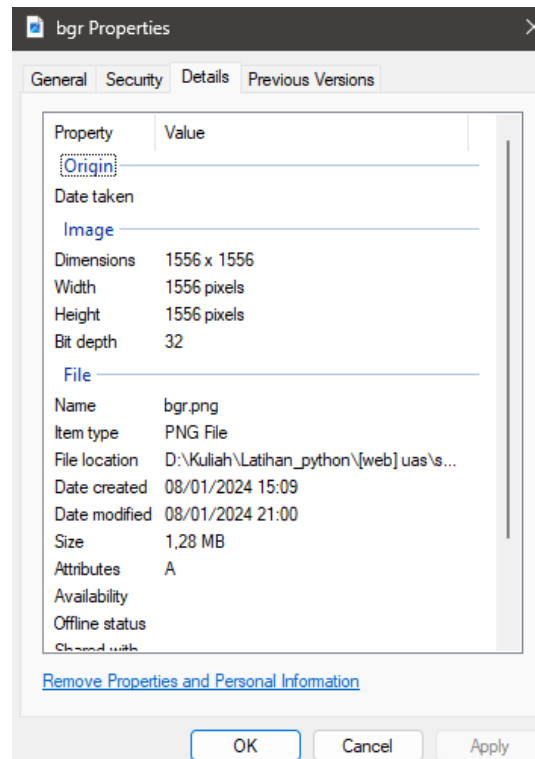 bgr Properties
General Security Details Previous Versions
Property Value
Origin
Date taken
Image
Dimensions 1556 x 1556
Width 1556 pixels
Height 1556 pixels
Bit depth 32
File
Name bgr.png
Item type PNG File
File location D:\Kuliah\Latihan_python\[web] uas\s...
Date created 08/01/2024 15:09
Date modified 08/01/2024 21:00
Size 1,28 MB
Attributes A
Availability
Offline status
Shared with
Remove Properties and Personal Information
OK Cancel Apply